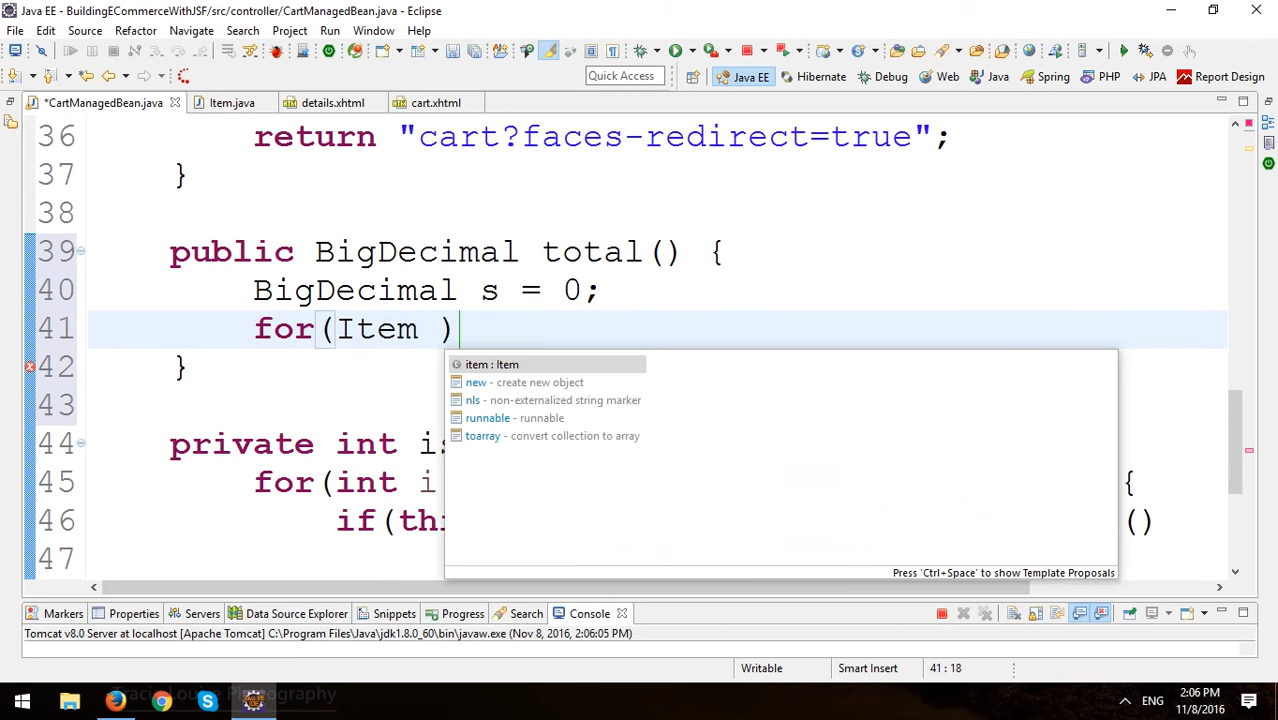 Java EE - BuildingECommerceWithJSF/src/controller/CartManagedBean.java - Eclipse
File Edit Source Refactor Navigate Search Project Run Window Help
Quick Access Java EE Hibernate Debug Web Java Spring PHP JPA Report Design
*CartManagedBean.java Item.java details.xhtml cart.xhtml
36 return "cart?faces-redirect=true";
37 }
38
39 public BigDecimal total() {
40 BigDecimal s = 0;
41 for(Item )
item : Item
42 }
new - create new object
nls - non-externalized string marker
43
runnable - runnable
toarray - convert collection to array
44 private int is
45 for(int i {
46 if(thi ()
47
Press 'Ctrl+Space' to show Template Proposals
Markers Properties Servers Data Source Explorer Snippets Progress Search Console
Tomcat v8.0 Server at localhost [Apache Tomcat] C:\Program Files\Java\jdk1.8.0_60\bin\javaw.exe (Nov 8, 2016, 2:06:05 PM)
Writable Smart Insert 41 : 18
ENG 2:06 PM
11/8/2016